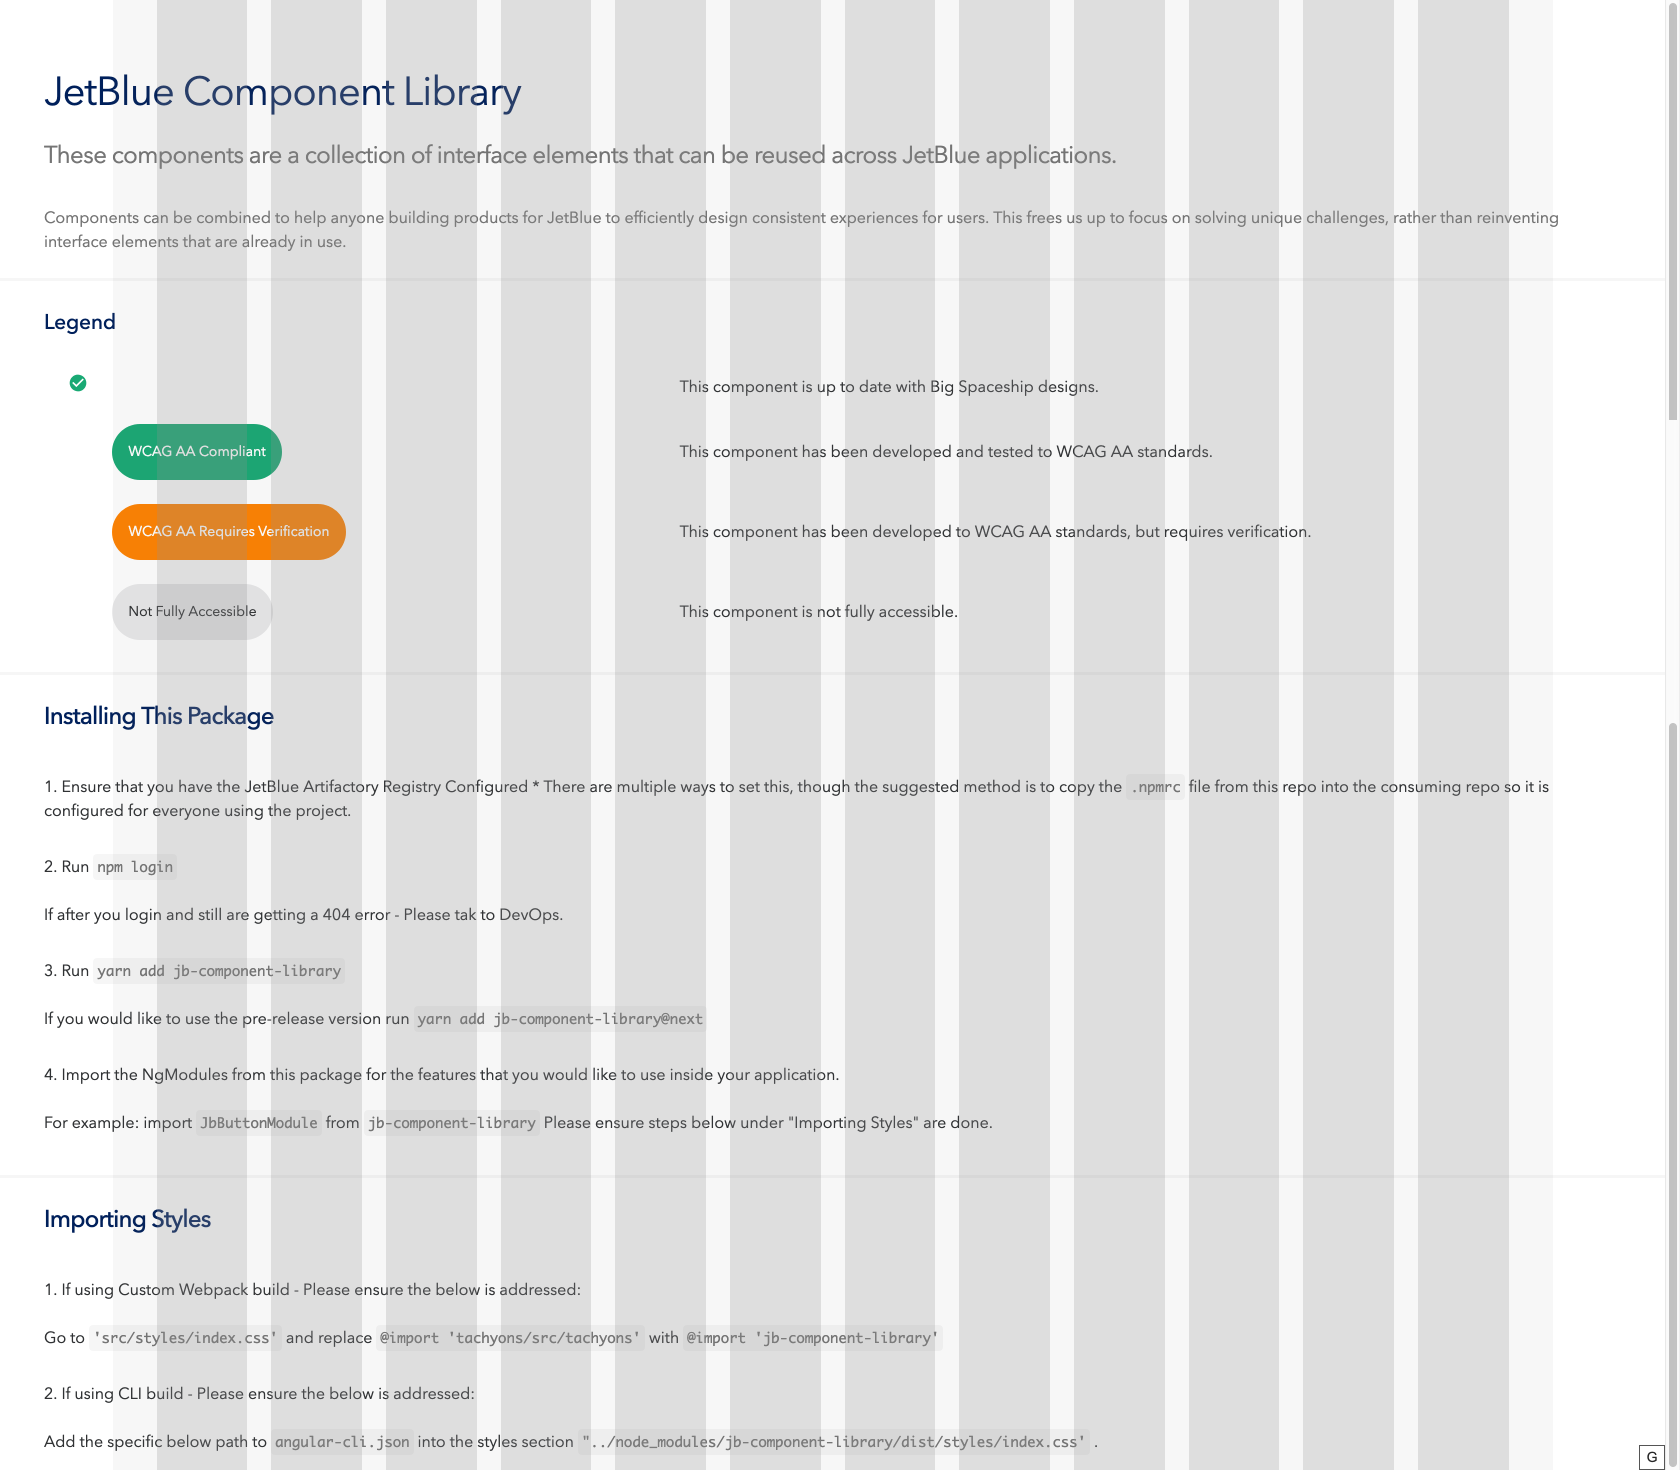 JetBlue Component Library
These components are a collection of interface elements that can be reused across JetBlue applications.
Components can be combined to help anyone building products for JetBlue to efficiently design consistent experiences for users. This frees us up to focus on solving unique challenges, rather than reinventing
interface elements that are already in use.
Legend
This component is up to date with Big Spaceship designs.
WCAG AA Compliant This component has been developed and tested to WCAG AA standards.
WCAG AA Requires Verification This component has been developed to WCAG AA standards, but requires verification.
Not Fully Accessible This component is not fully accessible.
Installing This Package
1. Ensure that you have the JetBlue Artifactory Registry Configured * There are multiple ways to set this, though the suggested method is to copy the .npmrc file from this repo into the consuming repo so it is
configured for everyone using the project.
2. Run npm login
If after you login and still are getting a 404 error - Please tak to DevOps.
3. Run yarn add jb-component-library
If you would like to use the pre-release version run yarn add jb-component-library@next
4. Import the NgModules from this package for the features that you would like to use inside your application.
For example: import JbButtonModule from jb-component-library Please ensure steps below under "Importing Styles" are done.
Importing Styles
1. If using Custom Webpack build - Please ensure the below is addressed:
Go to 'src/styles/index.css' and replace @import 'tachyons/src/tachyons' with @import 'jb-component-library'
2. If using CLI build - Please ensure the below is addressed:
Add the specific below path to angular-cli.json into the styles section "../node_modules/jb-component-library/dist/styles/index.css' .
G